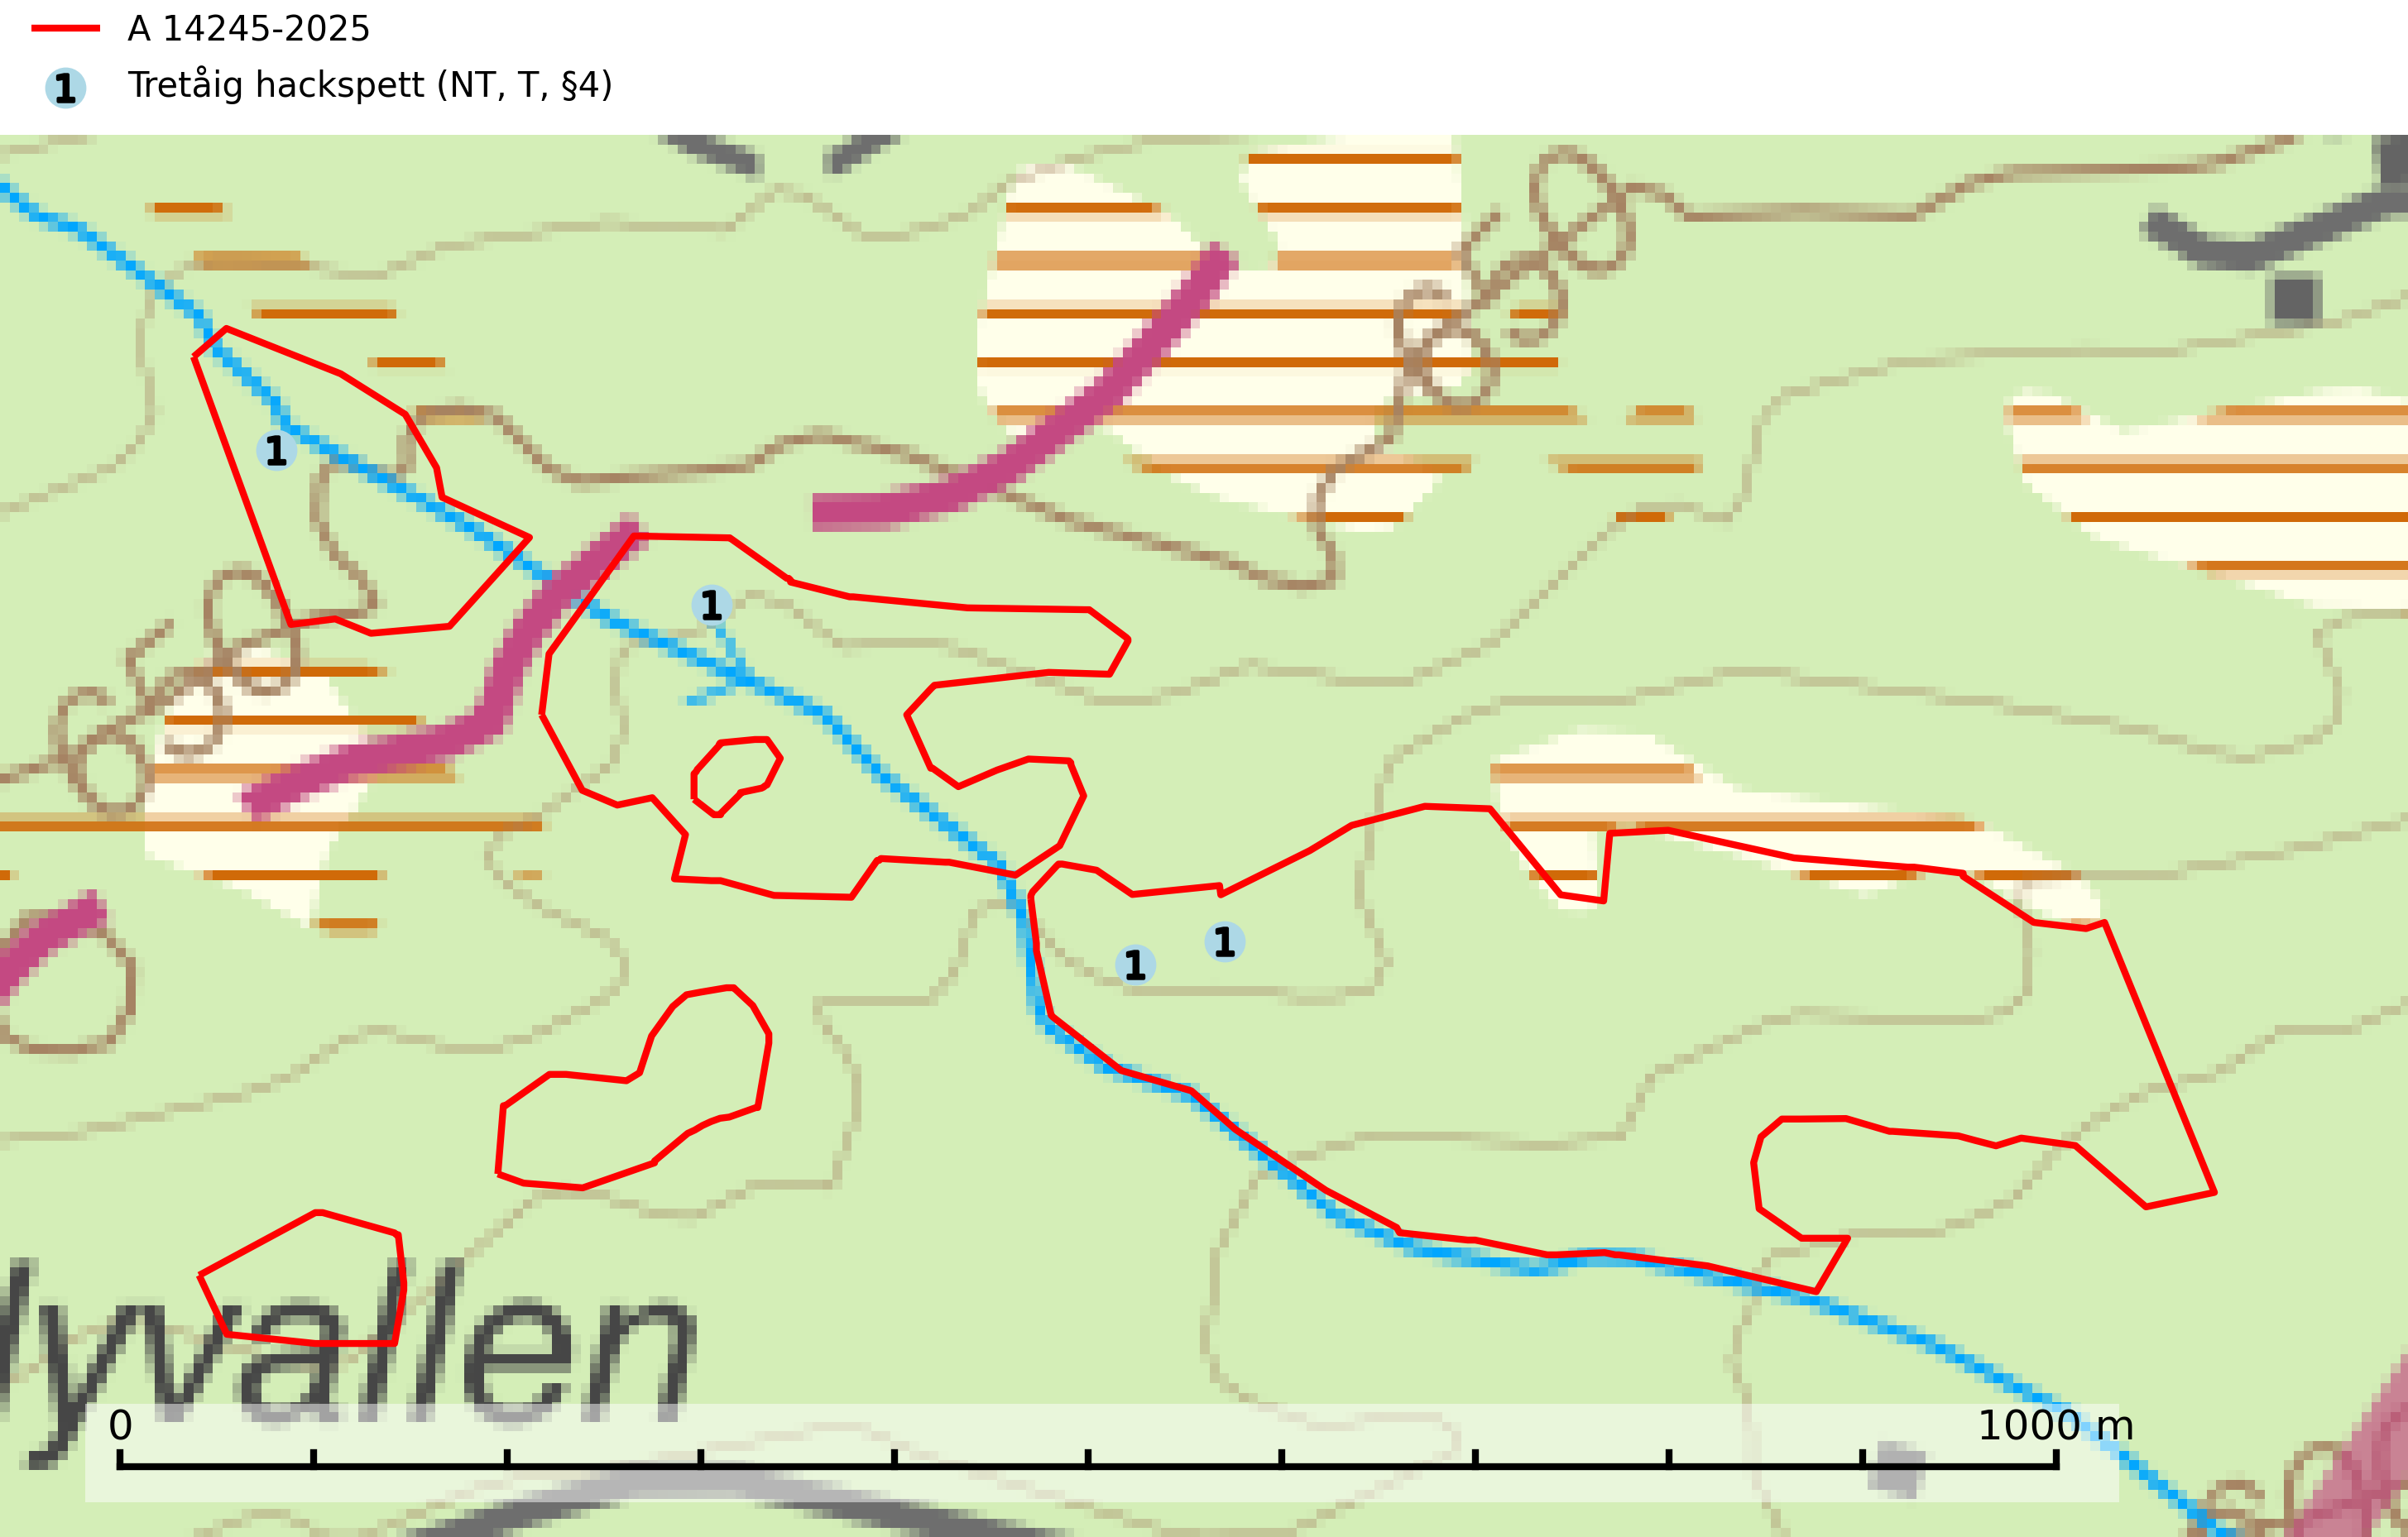 A 14245-2025
1 Tretåig hackspett (NT, T, §4)
1
1
1
1
lyvallen
0 1000 m